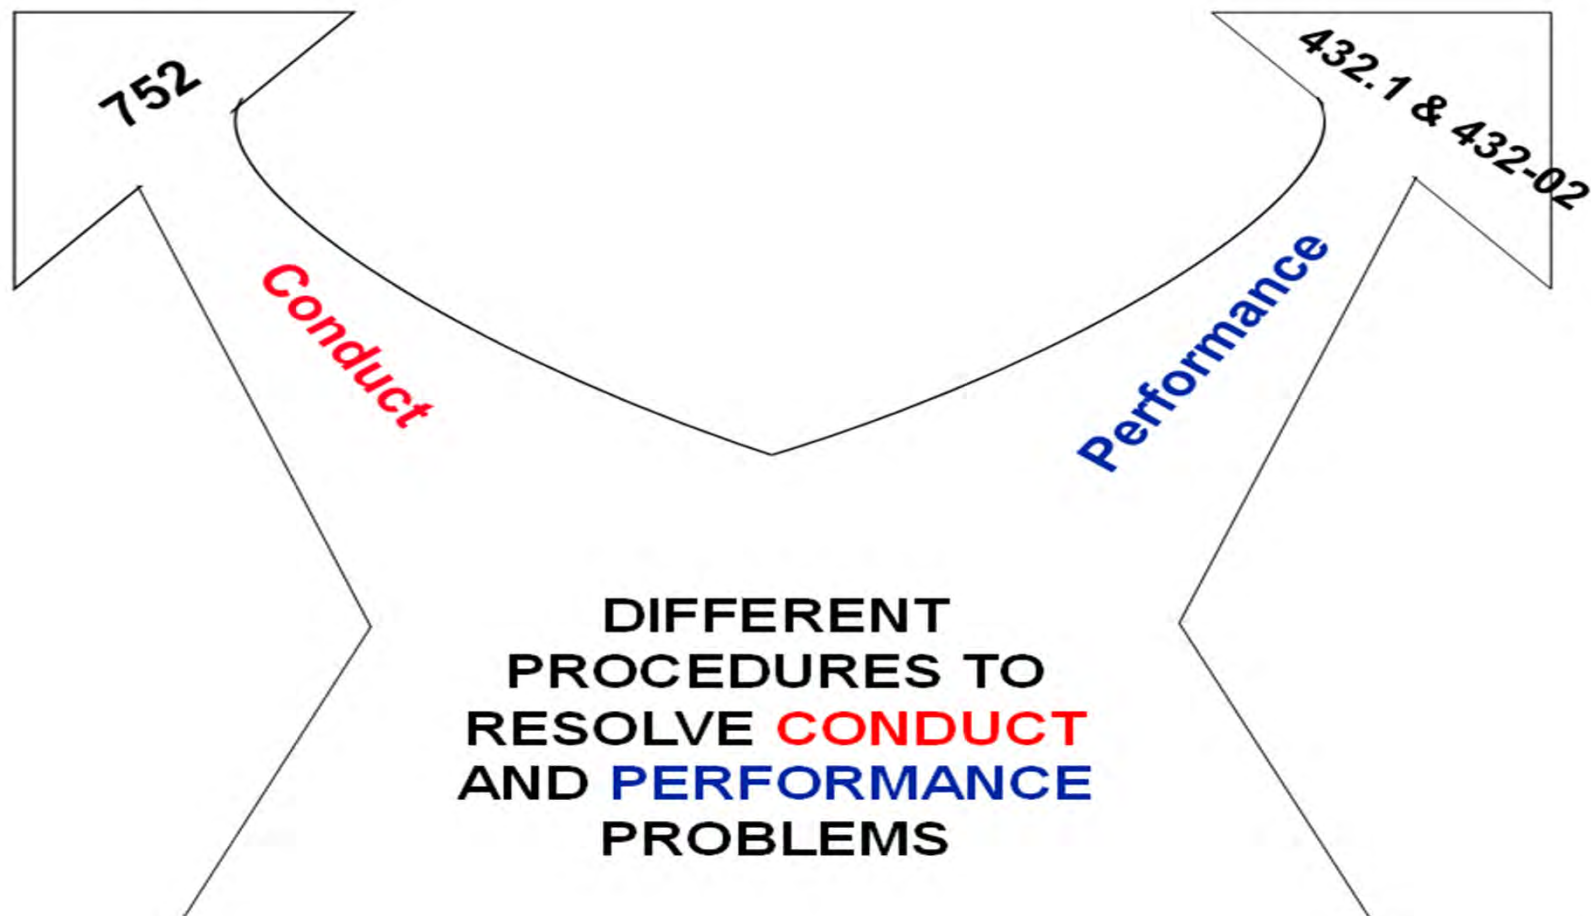 752
432.1 & 432-02
Conduct
Performance
DIFFERENT
PROCEDURES TO
RESOLVE CONDUCT
AND PERFORMANCE
PROBLEMS